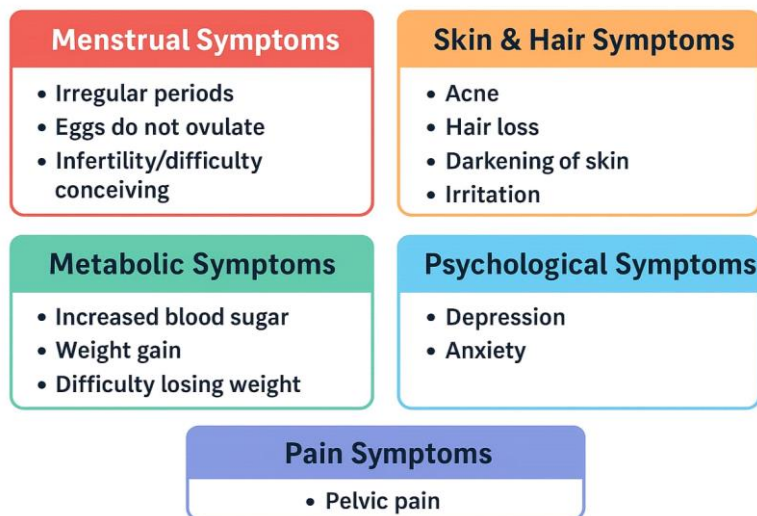 Menstrual Symptoms
• Irregular periods
• Eggs do not ovulate
• Infertility/difficulty
conceiving
Skin & Hair Symptoms
• Acne
• Hair loss
• Darkening of skin
• Irritation
Metabolic Symptoms
• Increased blood sugar
• Weight gain
• Difficulty losing weight
Psychological Symptoms
• Depression
• Anxiety
Pain Symptoms
• Pelvic pain